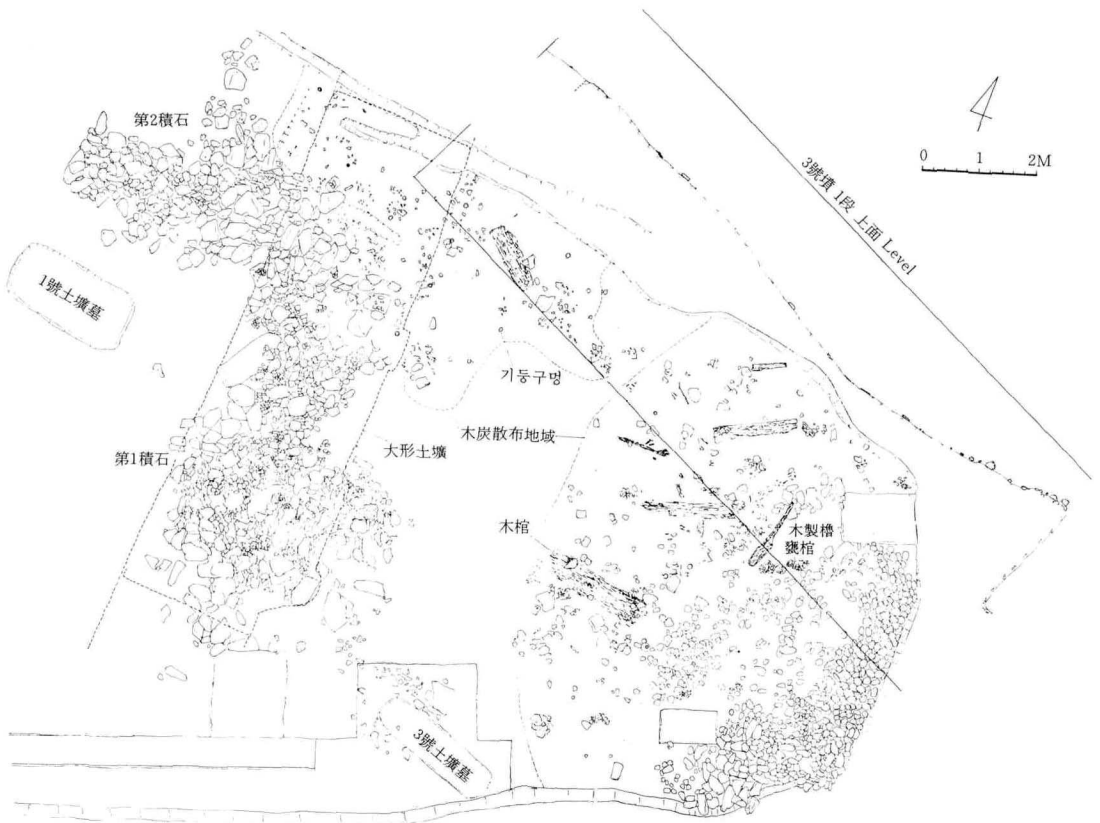 第2積石
0 1 2M
3號墳 1段 上面 Level
1號土壙墓
기둥구멍
木炭散布地域
大形土壙
第1積石
木棺
木製櫓
甕棺
3號土壙墓